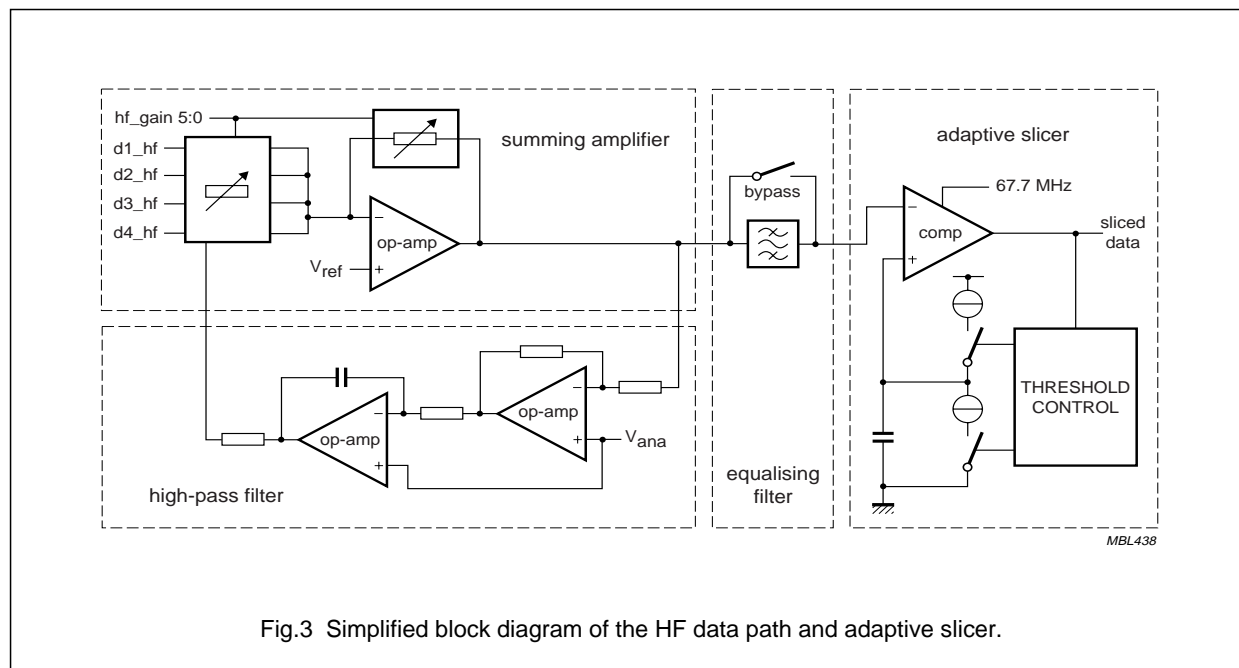 hf_gain 5:0
d1_hf
d2_hf
d3_hf
d4_hf
summing amplifier
−
op-amp
+
Vref
bypass
adaptive slicer
67.7 MHz
−
comp
+
sliced
data
THRESHOLD
CONTROL
−
op-amp
+
−
op-amp
+
Vana
high-pass filter
equalising
filter
MBL438
Fig.3 Simplified block diagram of the HF data path and adaptive slicer.